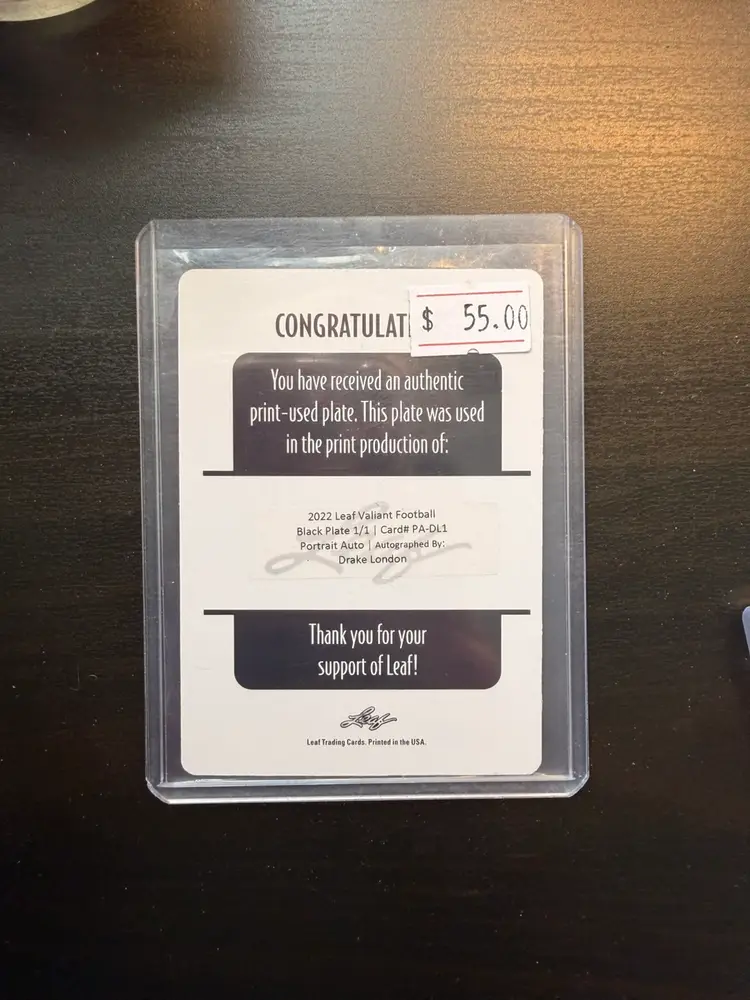 CONGRATULAT
$ 55.00
You have received an authentic
print-used plate. This plate was used
in the print production of:
2022 Leaf Valiant Football
Black Plate 1/1 | Card# PA-DL1
Portrait Auto | Autographed By:
Drake London
Leaf
Thank you for your
support of Leaf!
Leaf
Leaf Trading Cards. Printed in the USA.